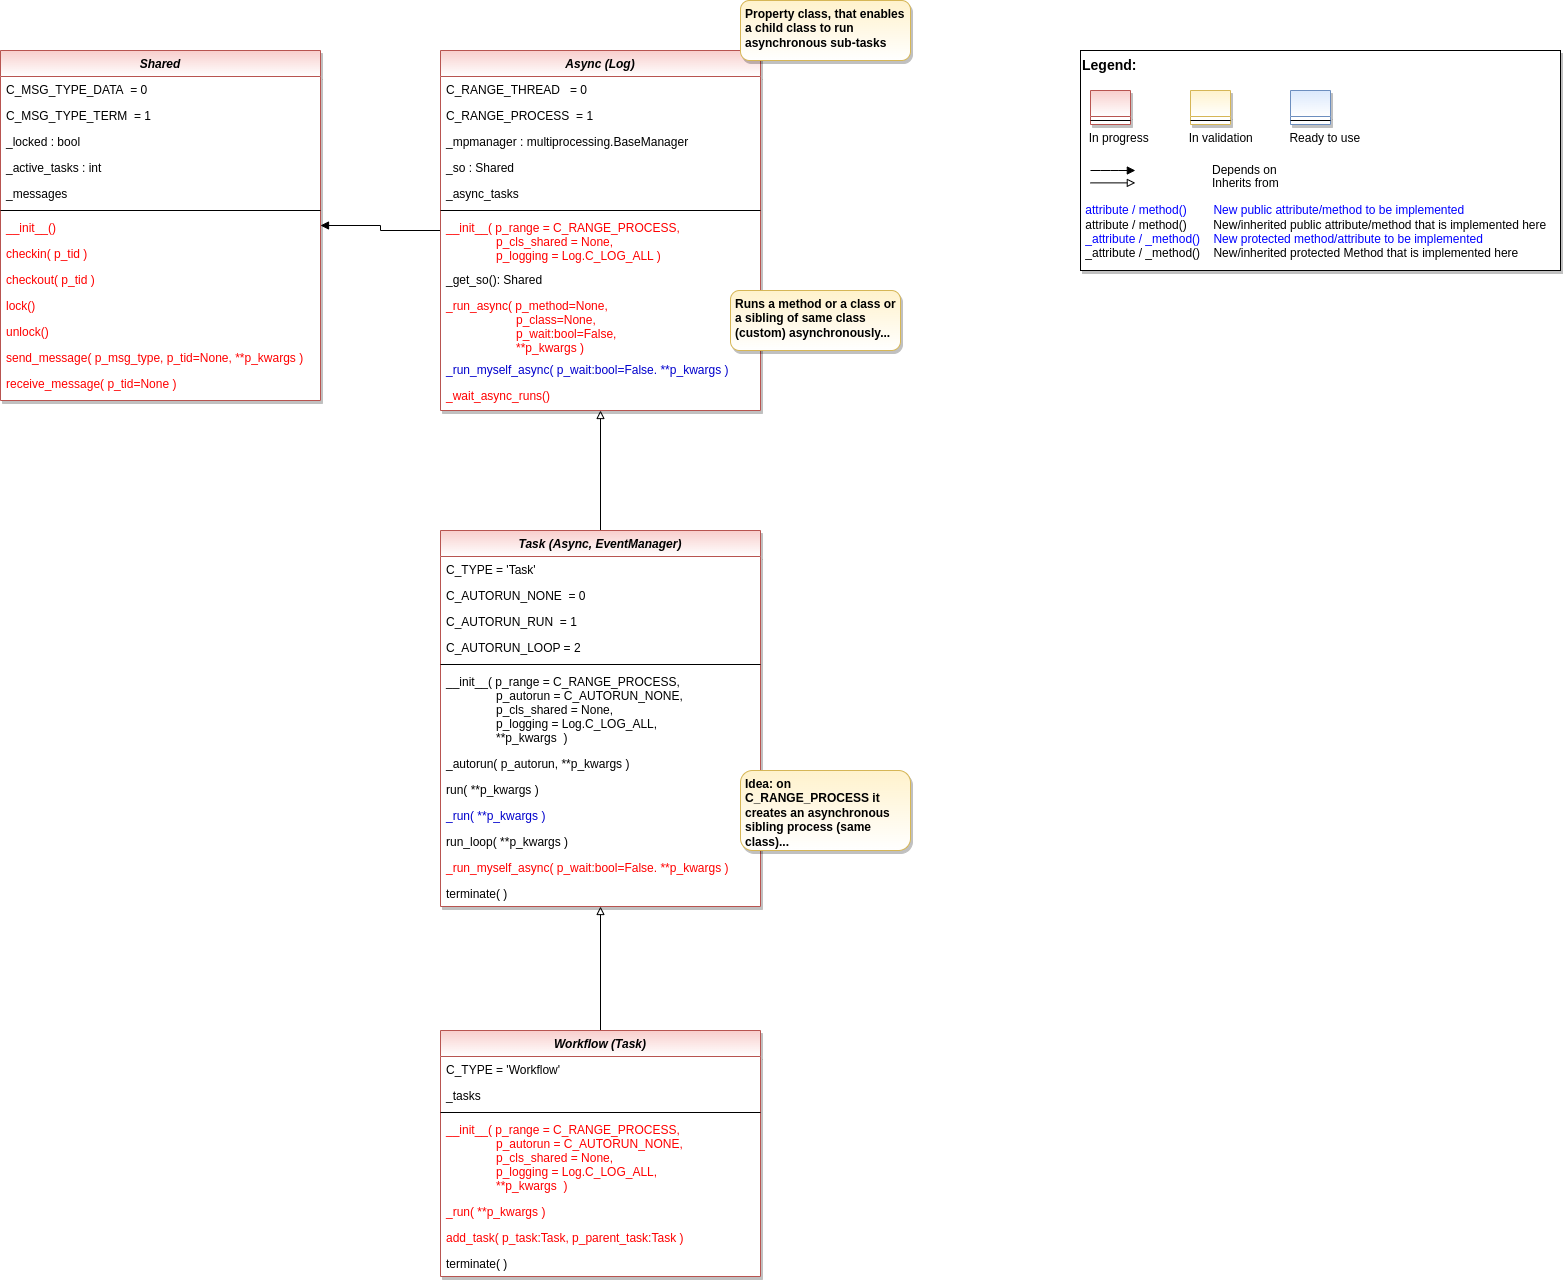 Property class, that enables
a child class to run
asynchronous sub-tasks
Shared
C_MSG_TYPE_DATA  = 0
C_MSG_TYPE_TERM  = 1
_locked : bool
_active_tasks : int
_messages
__init__()
checkin( p_tid )
checkout( p_tid )
lock()
unlock()
send_message( p_msg_type, p_tid=None, **p_kwargs )
receive_message( p_tid=None )
Async (Log)
C_RANGE_THREAD   = 0
C_RANGE_PROCESS  = 1
_mpmanager : multiprocessing.BaseManager
_so : Shared
_async_tasks
__init__( p_range = C_RANGE_PROCESS,
p_cls_shared = None,
p_logging = Log.C_LOG_ALL )
_get_so(): Shared
_run_async( p_method=None,
p_class=None,
p_wait:bool=False,
**p_kwargs )
_run_myself_async( p_wait:bool=False. **p_kwargs )
_wait_async_runs()
Runs a method or a class or
a sibling of same class
(custom) asynchronously...
Legend:
In progress
In validation
Ready to use
Depends on
Inherits from
attribute / method() New public attribute/method to be implemented
attribute / method() New/inherited public attribute/method that is implemented here
_attribute / _method() New protected method/attribute to be implemented
_attribute / _method() New/inherited protected Method that is implemented here
Task (Async, EventManager)
C_TYPE = 'Task'
C_AUTORUN_NONE  = 0
C_AUTORUN_RUN  = 1
C_AUTORUN_LOOP = 2
__init__( p_range = C_RANGE_PROCESS,
p_autorun = C_AUTORUN_NONE,
p_cls_shared = None,
p_logging = Log.C_LOG_ALL,
**p_kwargs  )
_autorun( p_autorun, **p_kwargs )
run( **p_kwargs )
_run( **p_kwargs )
run_loop( **p_kwargs )
_run_myself_async( p_wait:bool=False. **p_kwargs )
terminate( )
Idea: on
C_RANGE_PROCESS it
creates an asynchronous
sibling process (same
class)...
Workflow (Task)
C_TYPE = 'Workflow'
_tasks
__init__( p_range = C_RANGE_PROCESS,
p_autorun = C_AUTORUN_NONE,
p_cls_shared = None,
p_logging = Log.C_LOG_ALL,
**p_kwargs  )
_run( **p_kwargs )
add_task( p_task:Task, p_parent_task:Task )
terminate( )